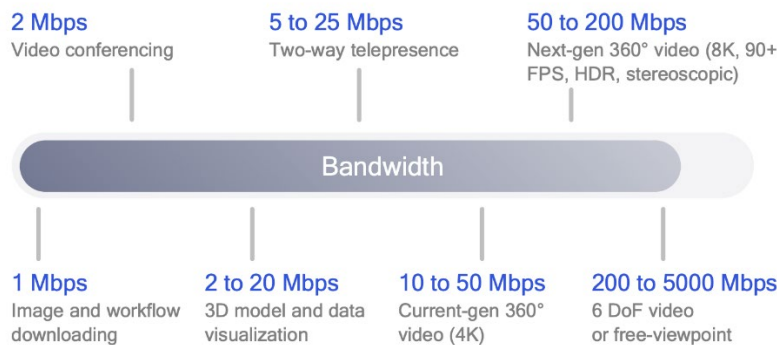 2 Mbps
Video conferencing
5 to 25 Mbps
Two-way telepresence
50 to 200 Mbps
Next-gen 360° video (8K, 90+
FPS, HDR, stereoscopic)
Bandwidth
1 Mbps
Image and workflow
downloading
2 to 20 Mbps
3D model and data
visualization
10 to 50 Mbps
Current-gen 360°
video (4K)
200 to 5000 Mbps
6 DoF video
or free-viewpoint